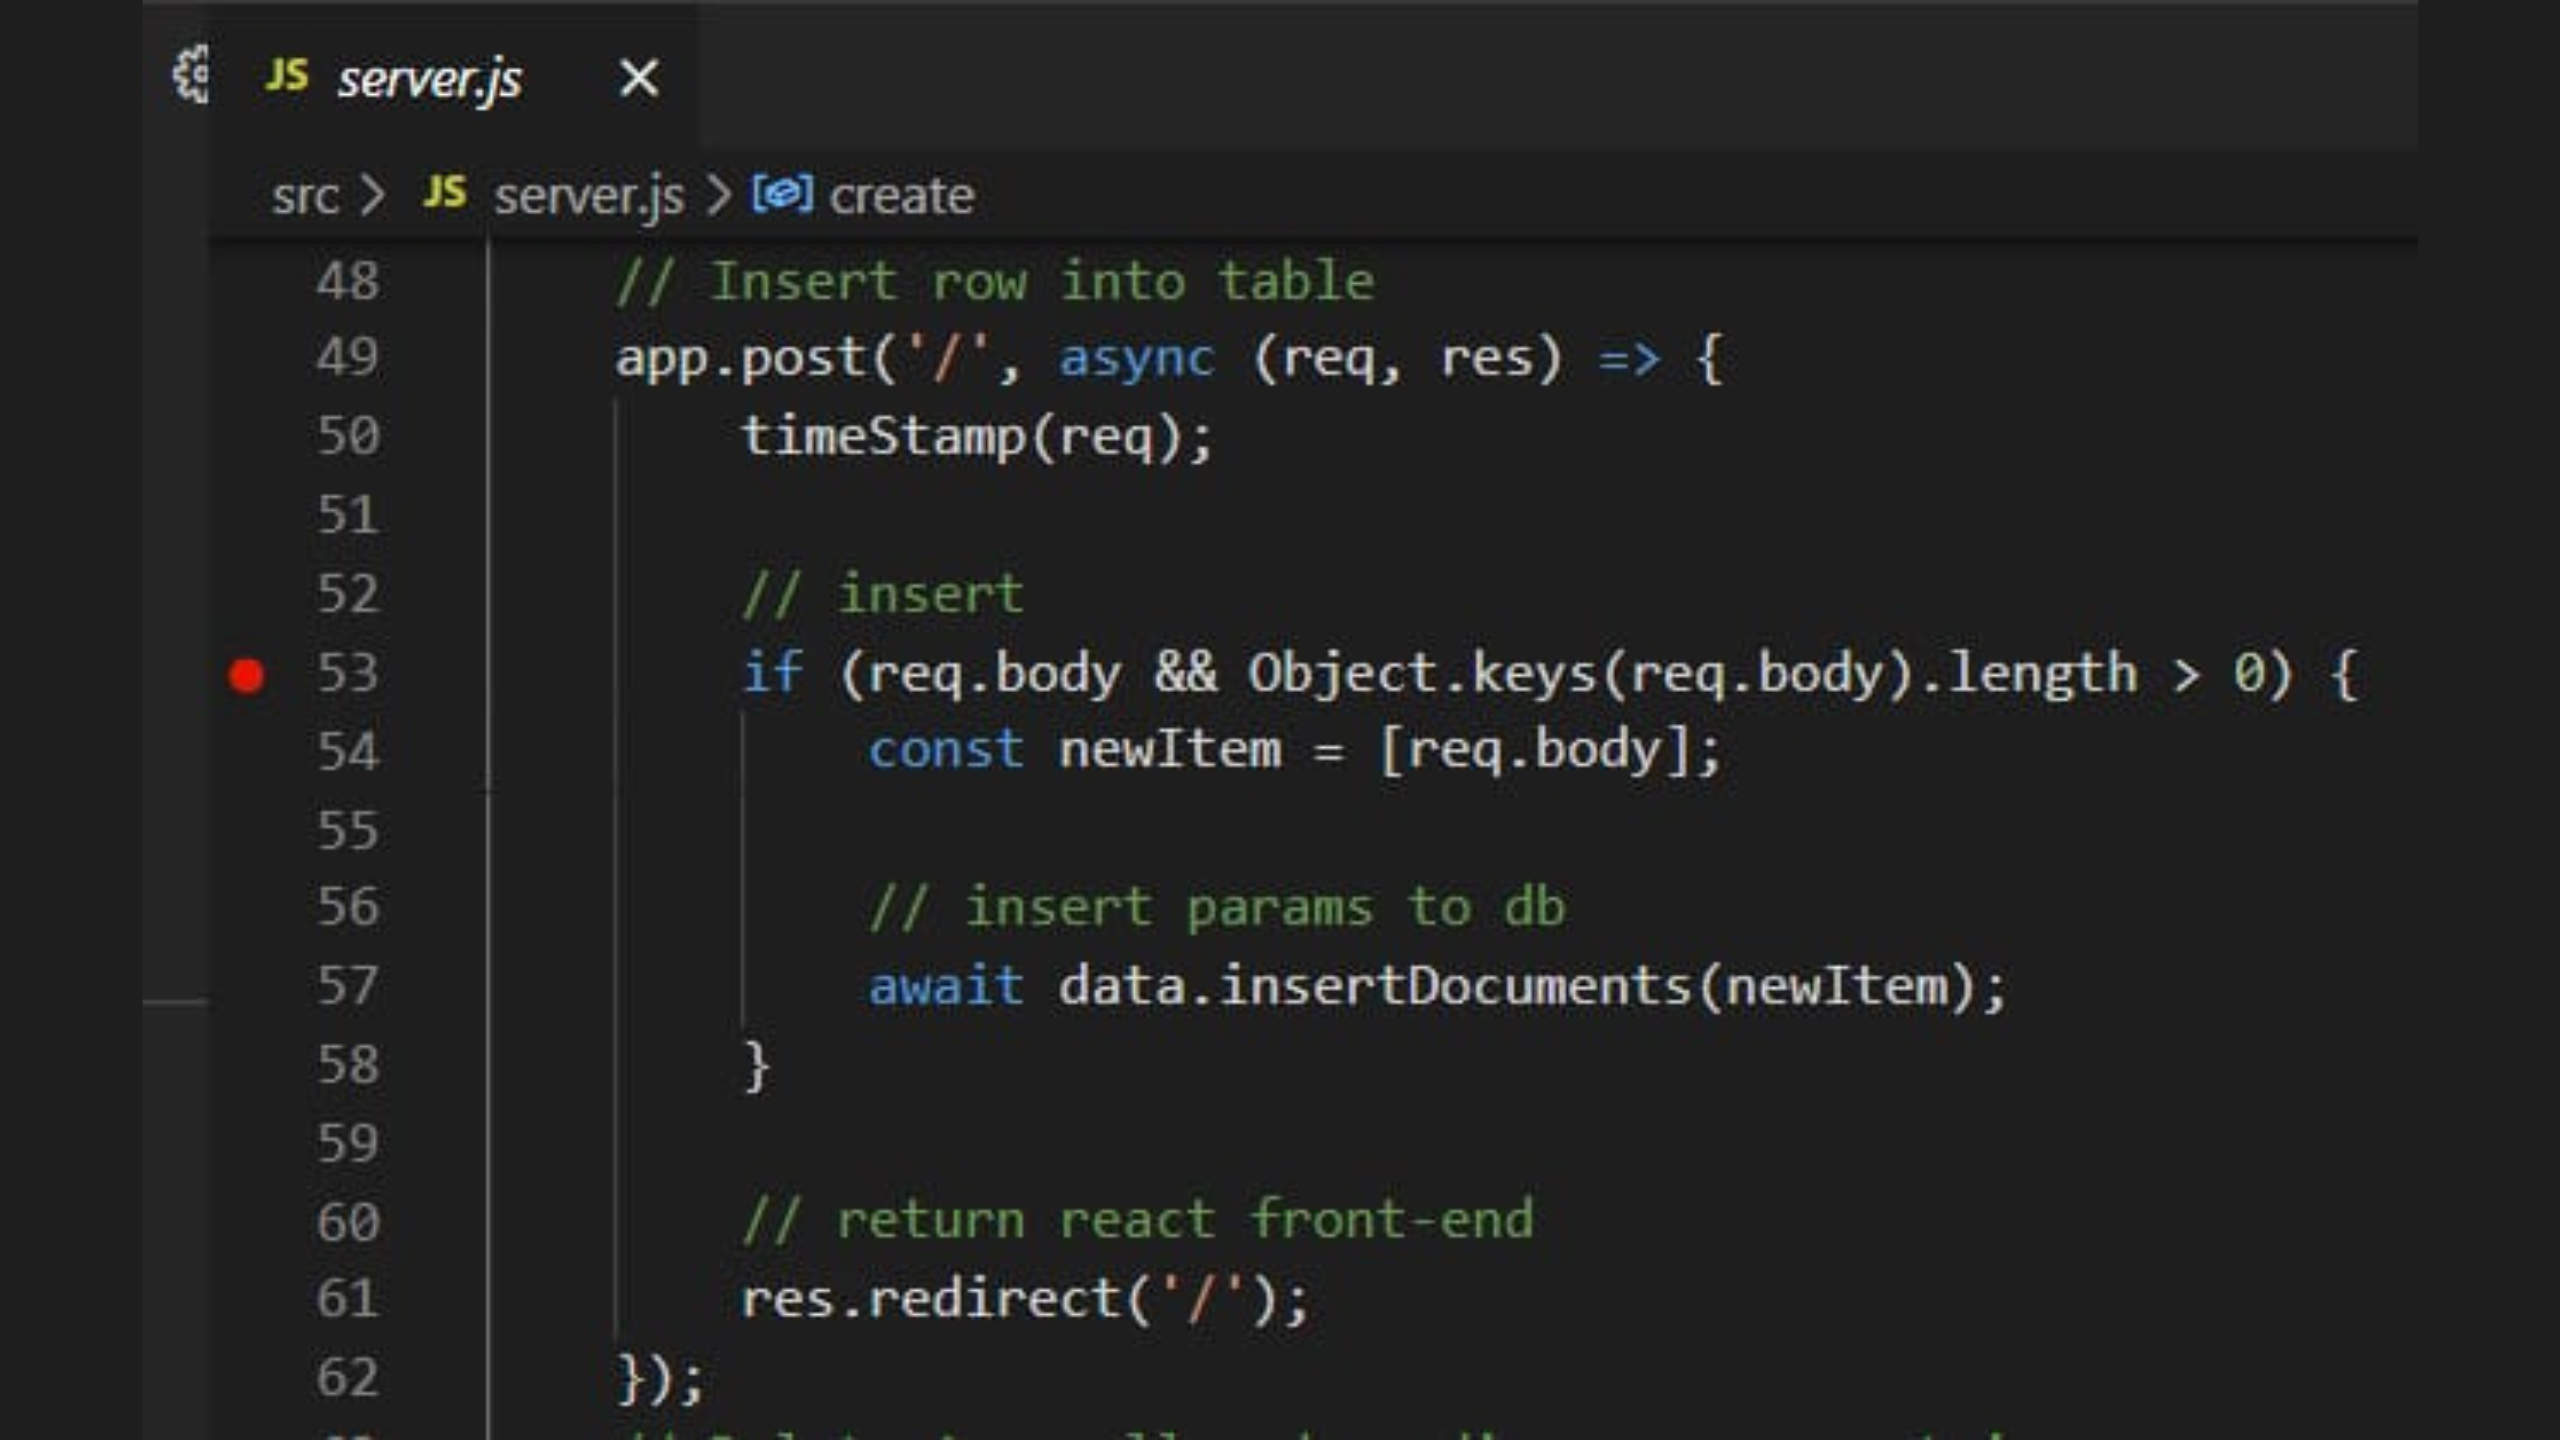 JS server.js ×
src > JS server.js > create
48 // Insert row into table
49 app.post('/', async (req, res) => {
50 timeStamp(req);
51
52 // insert
53 if (req.body && Object.keys(req.body).length > 0) {
54 const newItem = [req.body];
55
56 // insert params to db
57 await data.insertDocuments(newItem);
58 }
59
60 // return react front-end
61 res.redirect('/');
62 });